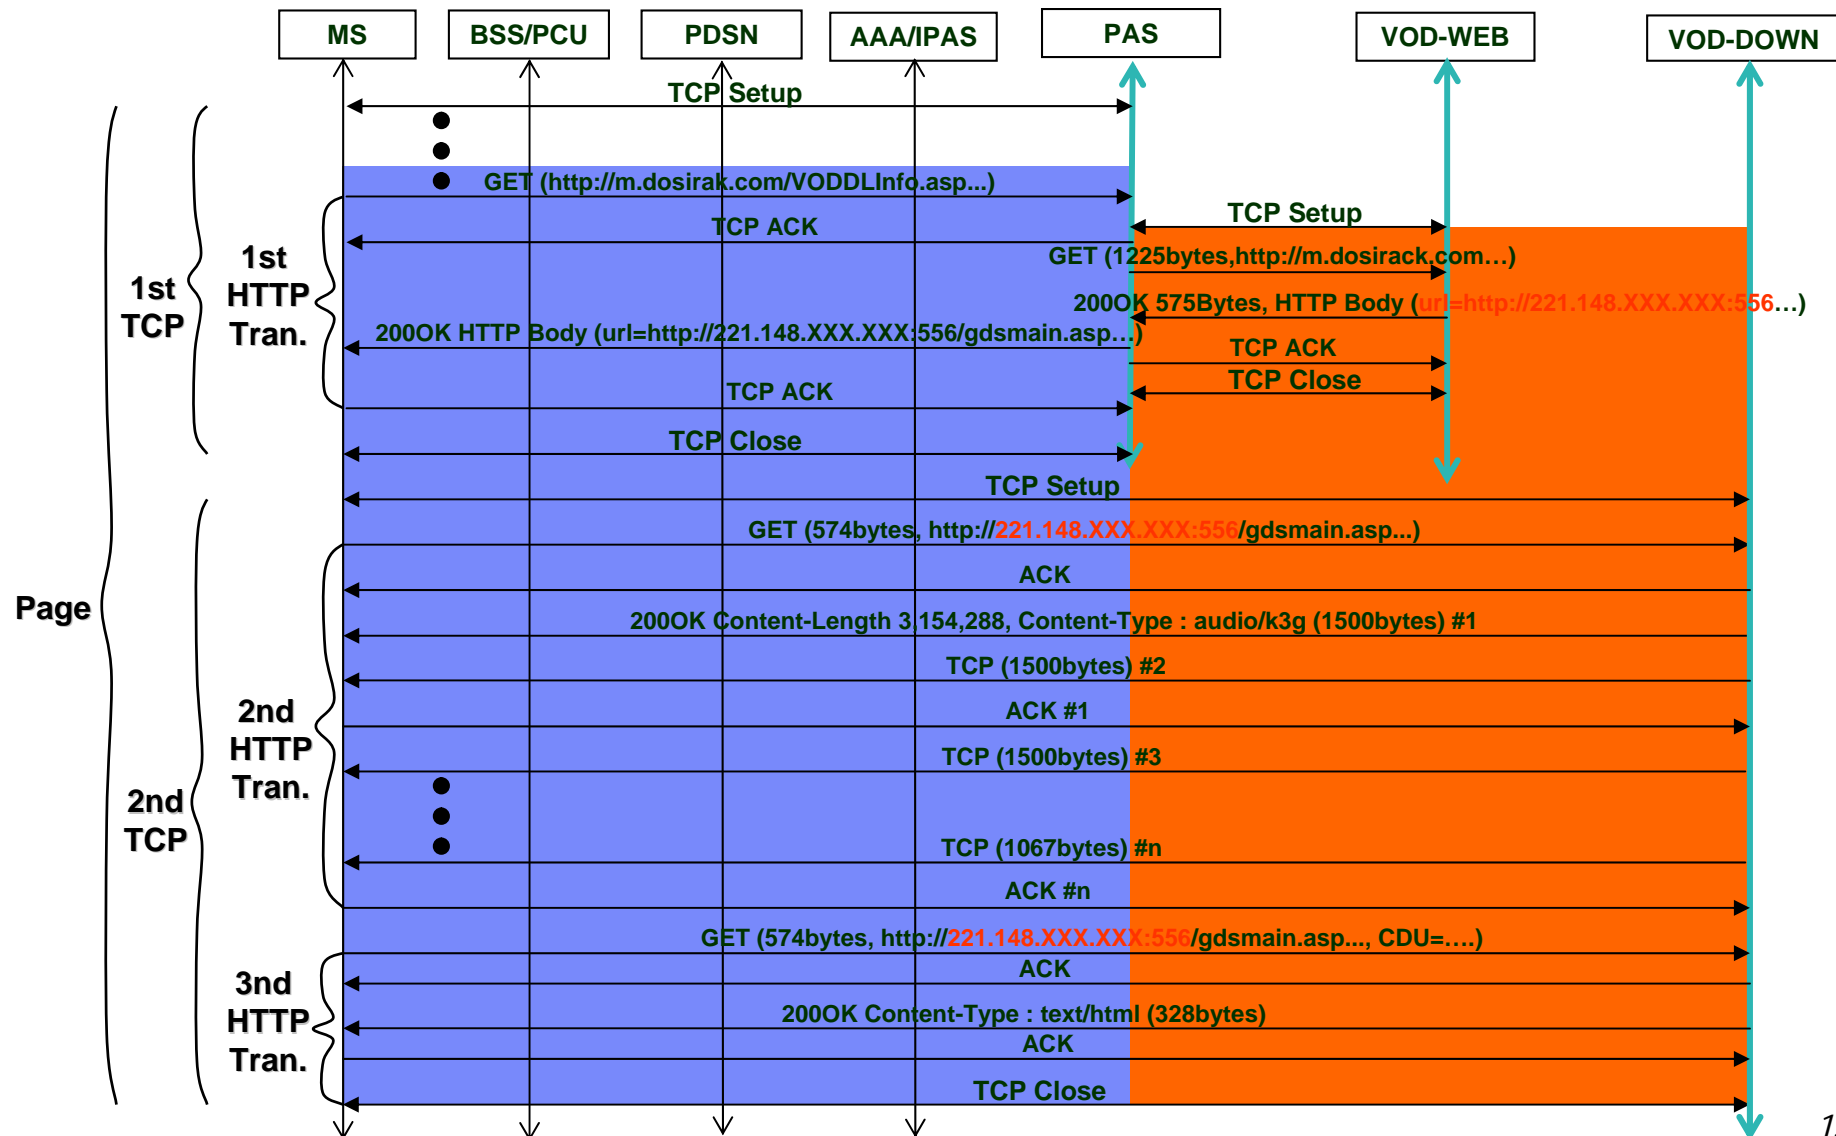 MS
BSS/PCU
PDSN
AAA/IPAS
PAS
VOD-WEB
VOD-DOWN
TCP Setup
GET (http://m.dosirak.com/VODDLInfo.asp...)
TCP Setup
TCP ACK
GET (1225bytes,http://m.dosirack.com…)
200OK 575Bytes, HTTP Body (url=http://221.148.XXX.XXX:556…)
200OK HTTP Body (url=http://221.148.XXX.XXX:556/gdsmain.asp…)
TCP ACK
TCP Close
TCP ACK
TCP Close
1st
HTTP
Tran.
1st
TCP
TCP Setup
GET (574bytes, http://221.148.XXX.XXX:556/gdsmain.asp...)
ACK
Page
200OK Content-Length 3,154,288, Content-Type : audio/k3g (1500bytes) #1
TCP (1500bytes) #2
ACK #1
TCP (1500bytes) #3
2nd
HTTP
Tran.
2nd
TCP
TCP (1067bytes) #n
ACK #n
GET (574bytes, http://221.148.XXX.XXX:556/gdsmain.asp..., CDU=….)
ACK
200OK Content-Type : text/html (328bytes)
ACK
3nd
HTTP
Tran.
TCP Close